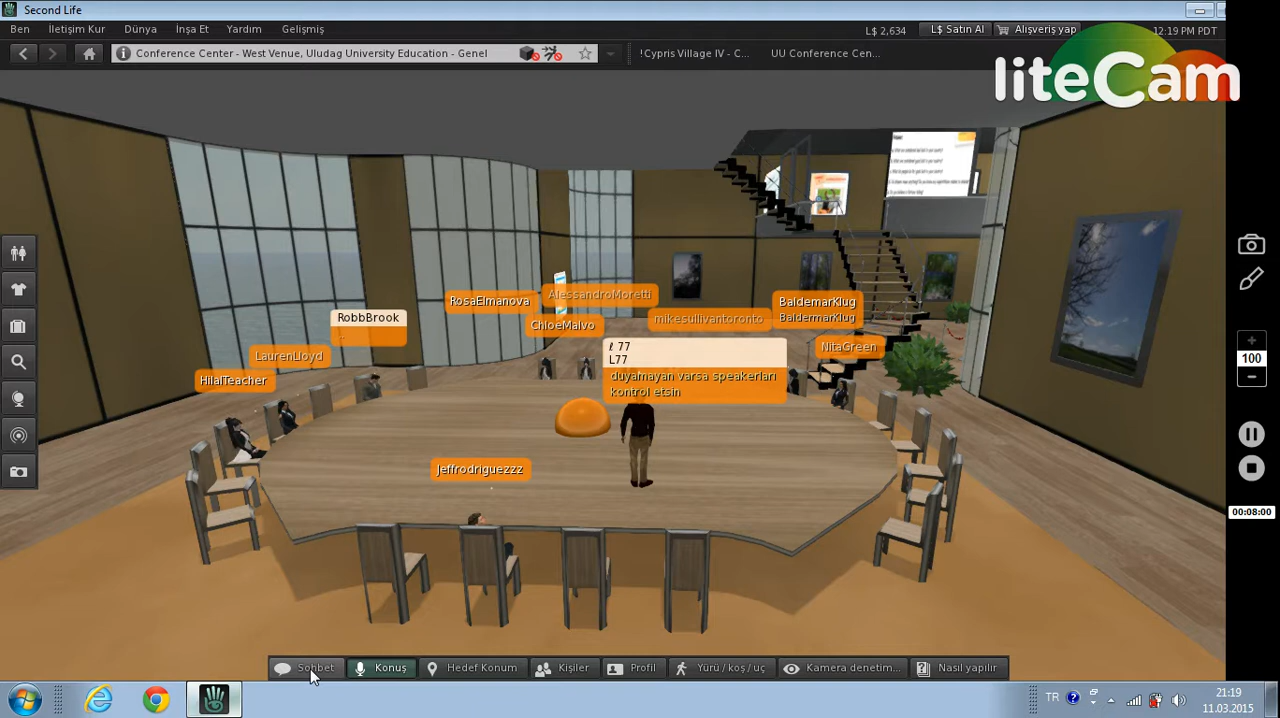 Second Life
Ben İletişim Kur Dünya İnşa Et Yardım Gelişmiş
L$ 2,634 L$ Satın Al Alışveriş yap 12:19 PM PDT
Conference Center - West Venue, Uludag University Education - Genel
!Cypris Village IV - C... UU Conference Cen...
liteCam
RosaElmanova
AlessandroMoretti
BaldemarKlug
BaldermarKlug
RobbBrook
ChloeMalvo
mikesullivantoronto
LaurenLloyd
ℓ 77
L77
duyamayan varsa speakerları
kontrol etsin
NitaGreen
HilalTeacher
Jeffrodriguezzz
100
00:08:00
Sohbet Konuş Hedef Konum Kişiler Profil Yürü / koş / uç Kamera denetim... Nasıl yapılır
TR
21:19
11.03.2015